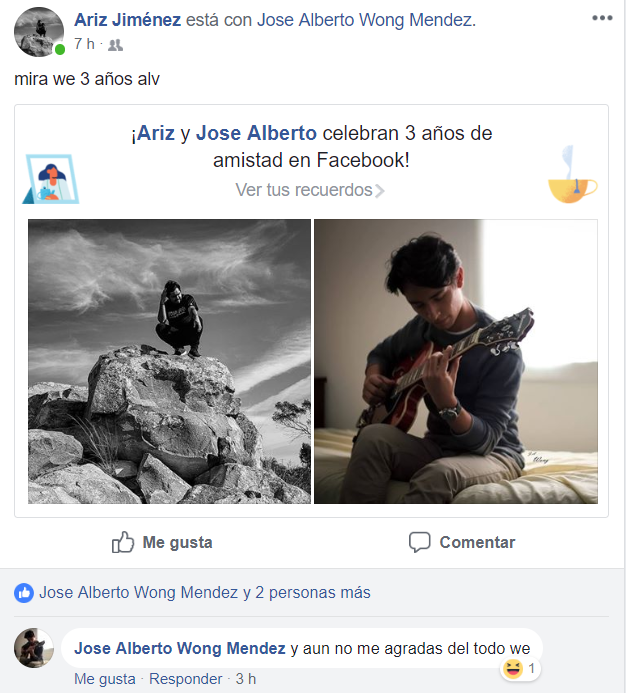 Ariz Jiménez está con Jose Alberto Wong Mendez.
7 h ·
mira we 3 años alv
¡Ariz y Jose Alberto celebran 3 años de
amistad en Facebook!
Ver tus recuerdos
Wong
Me gusta
Comentar
Jose Alberto Wong Mendez y 2 personas más
Jose Alberto Wong Mendez y aun no me agradas del todo we
1
Me gusta · Responder · 3 h